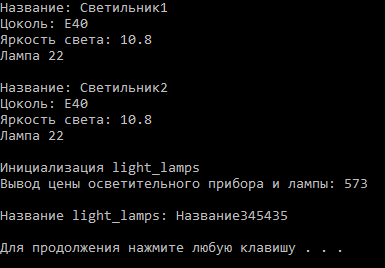 Название: Светильник1
Цоколь: E40
Яркость света: 10.8
Лампа 22
Название: Светильник2
Цоколь: E40
Яркость света: 10.8
Лампа 22
Инициализация light_lamps
Вывод цены осветительного прибора и лампы: 573
Название light_lamps: Название345435
Для продолжения нажмите любую клавишу . . .